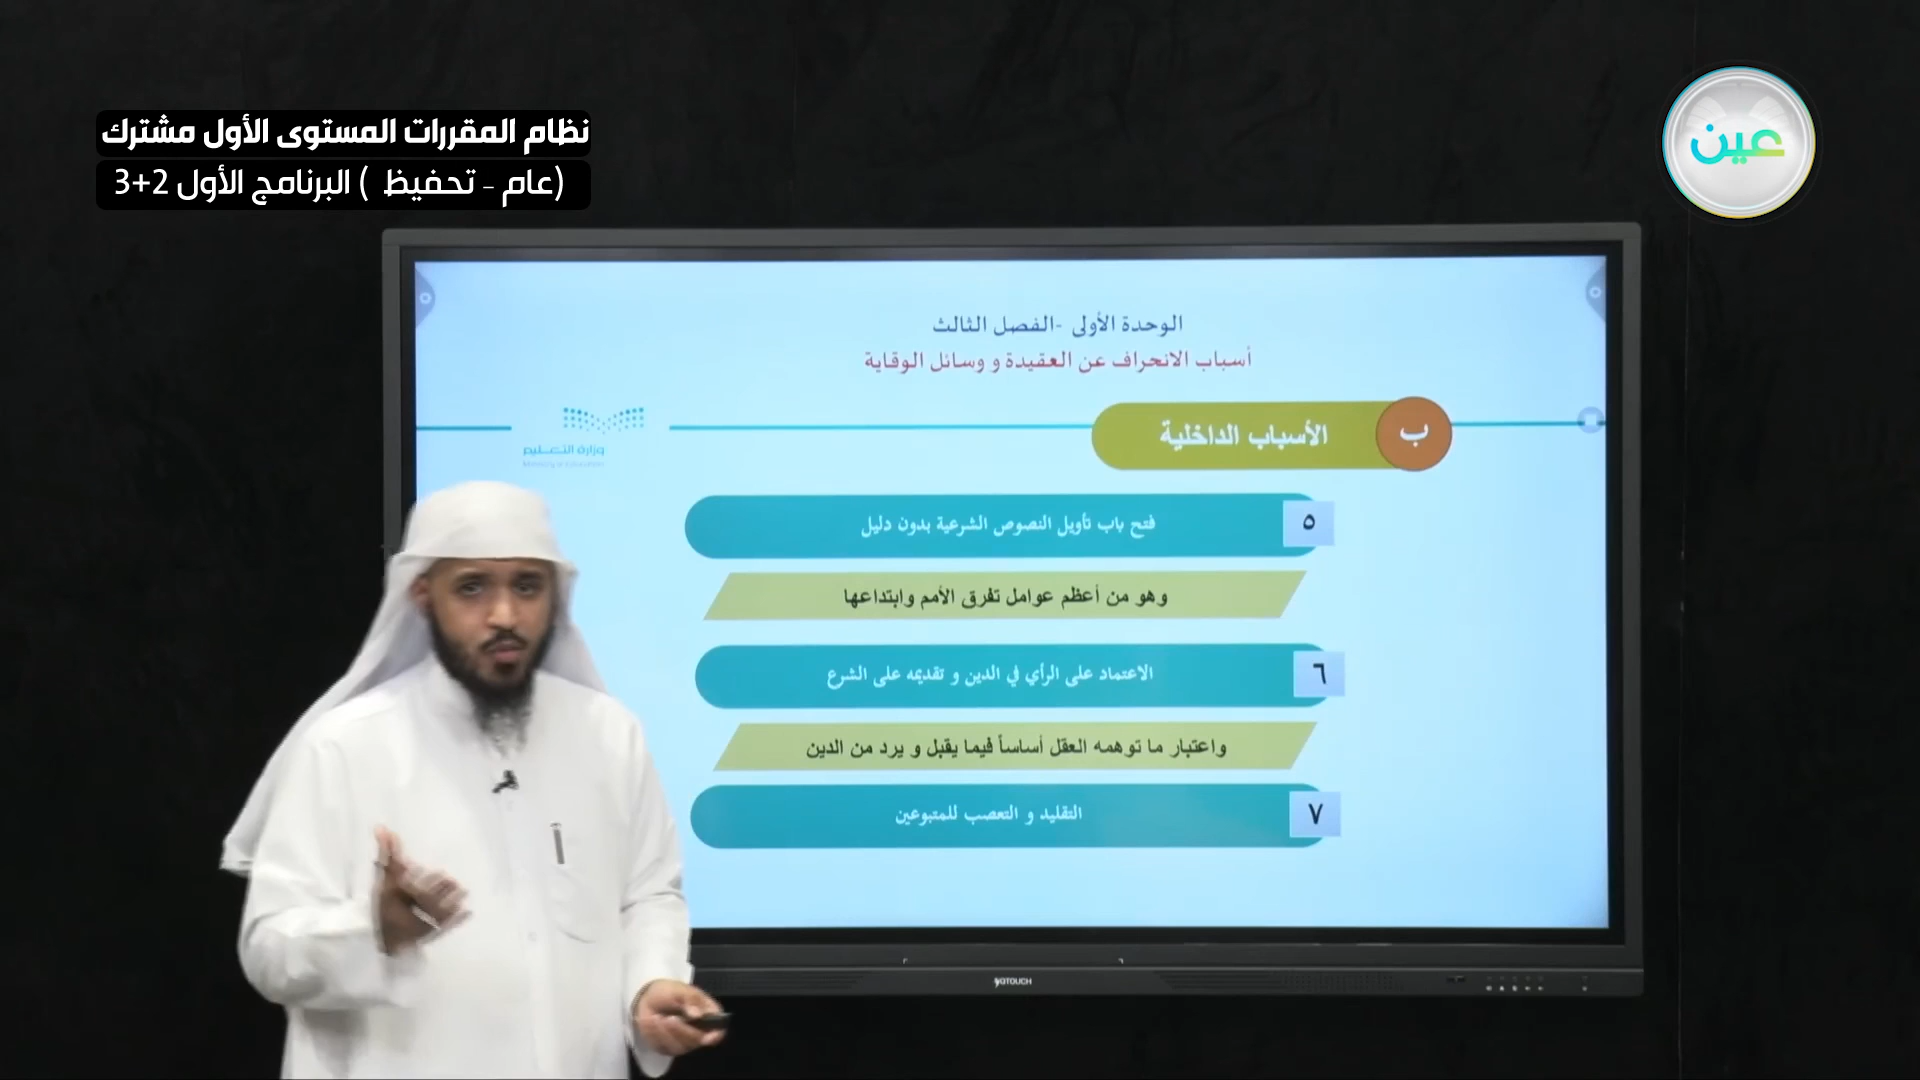 نظام المقررات المستوى الأول مشترك
(عام - تحفيظ ) البرنامج الأول 2+3
عين
الوحدة الأولى -الفصل الثالث
أسباب الانحراف عن العقيدة و وسائل الوقاية
ب الأسباب الداخلية
وزارة التعليم
Ministry of Education
٥ فتح باب تأويل النصوص الشرعية بدون دليل
وهو من أعظم عوامل تفرق الأمم وابتداعها
٦ الاعتماد على الرأي في الدين و تقديمه على الشرع
واعتبار ما توهمه العقل أساساً فيما يقبل و يرد من الدين
٧ التقليد و التعصب للمتبوعين